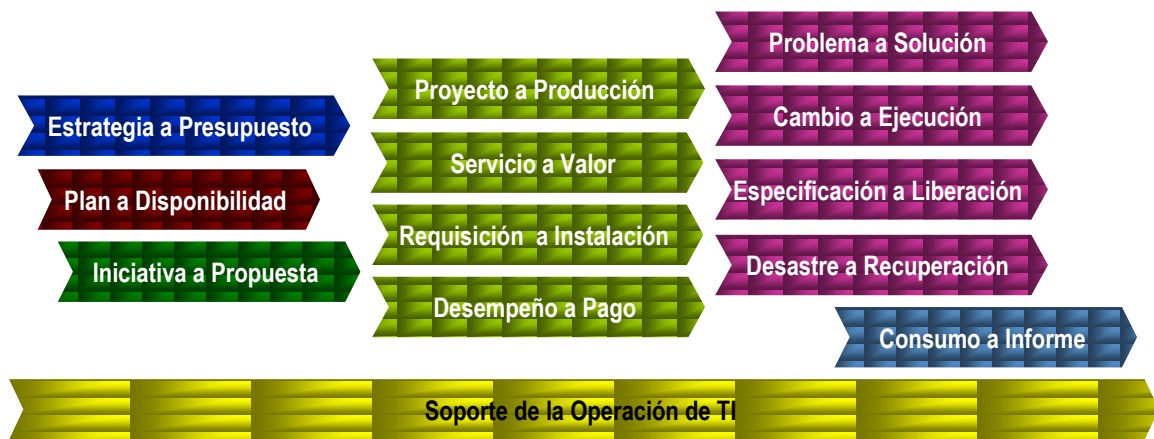 Estrategia a Presupuesto
Plan a Disponibilidad
Iniciativa a Propuesta
Proyecto a Producción
Servicio a Valor
Requisición a Instalación
Desempeño a Pago
Problema a Solución
Cambio a Ejecución
Especificación a Liberación
Desastre a Recuperación
Consumo a Informe
Soporte de la Operación de TI